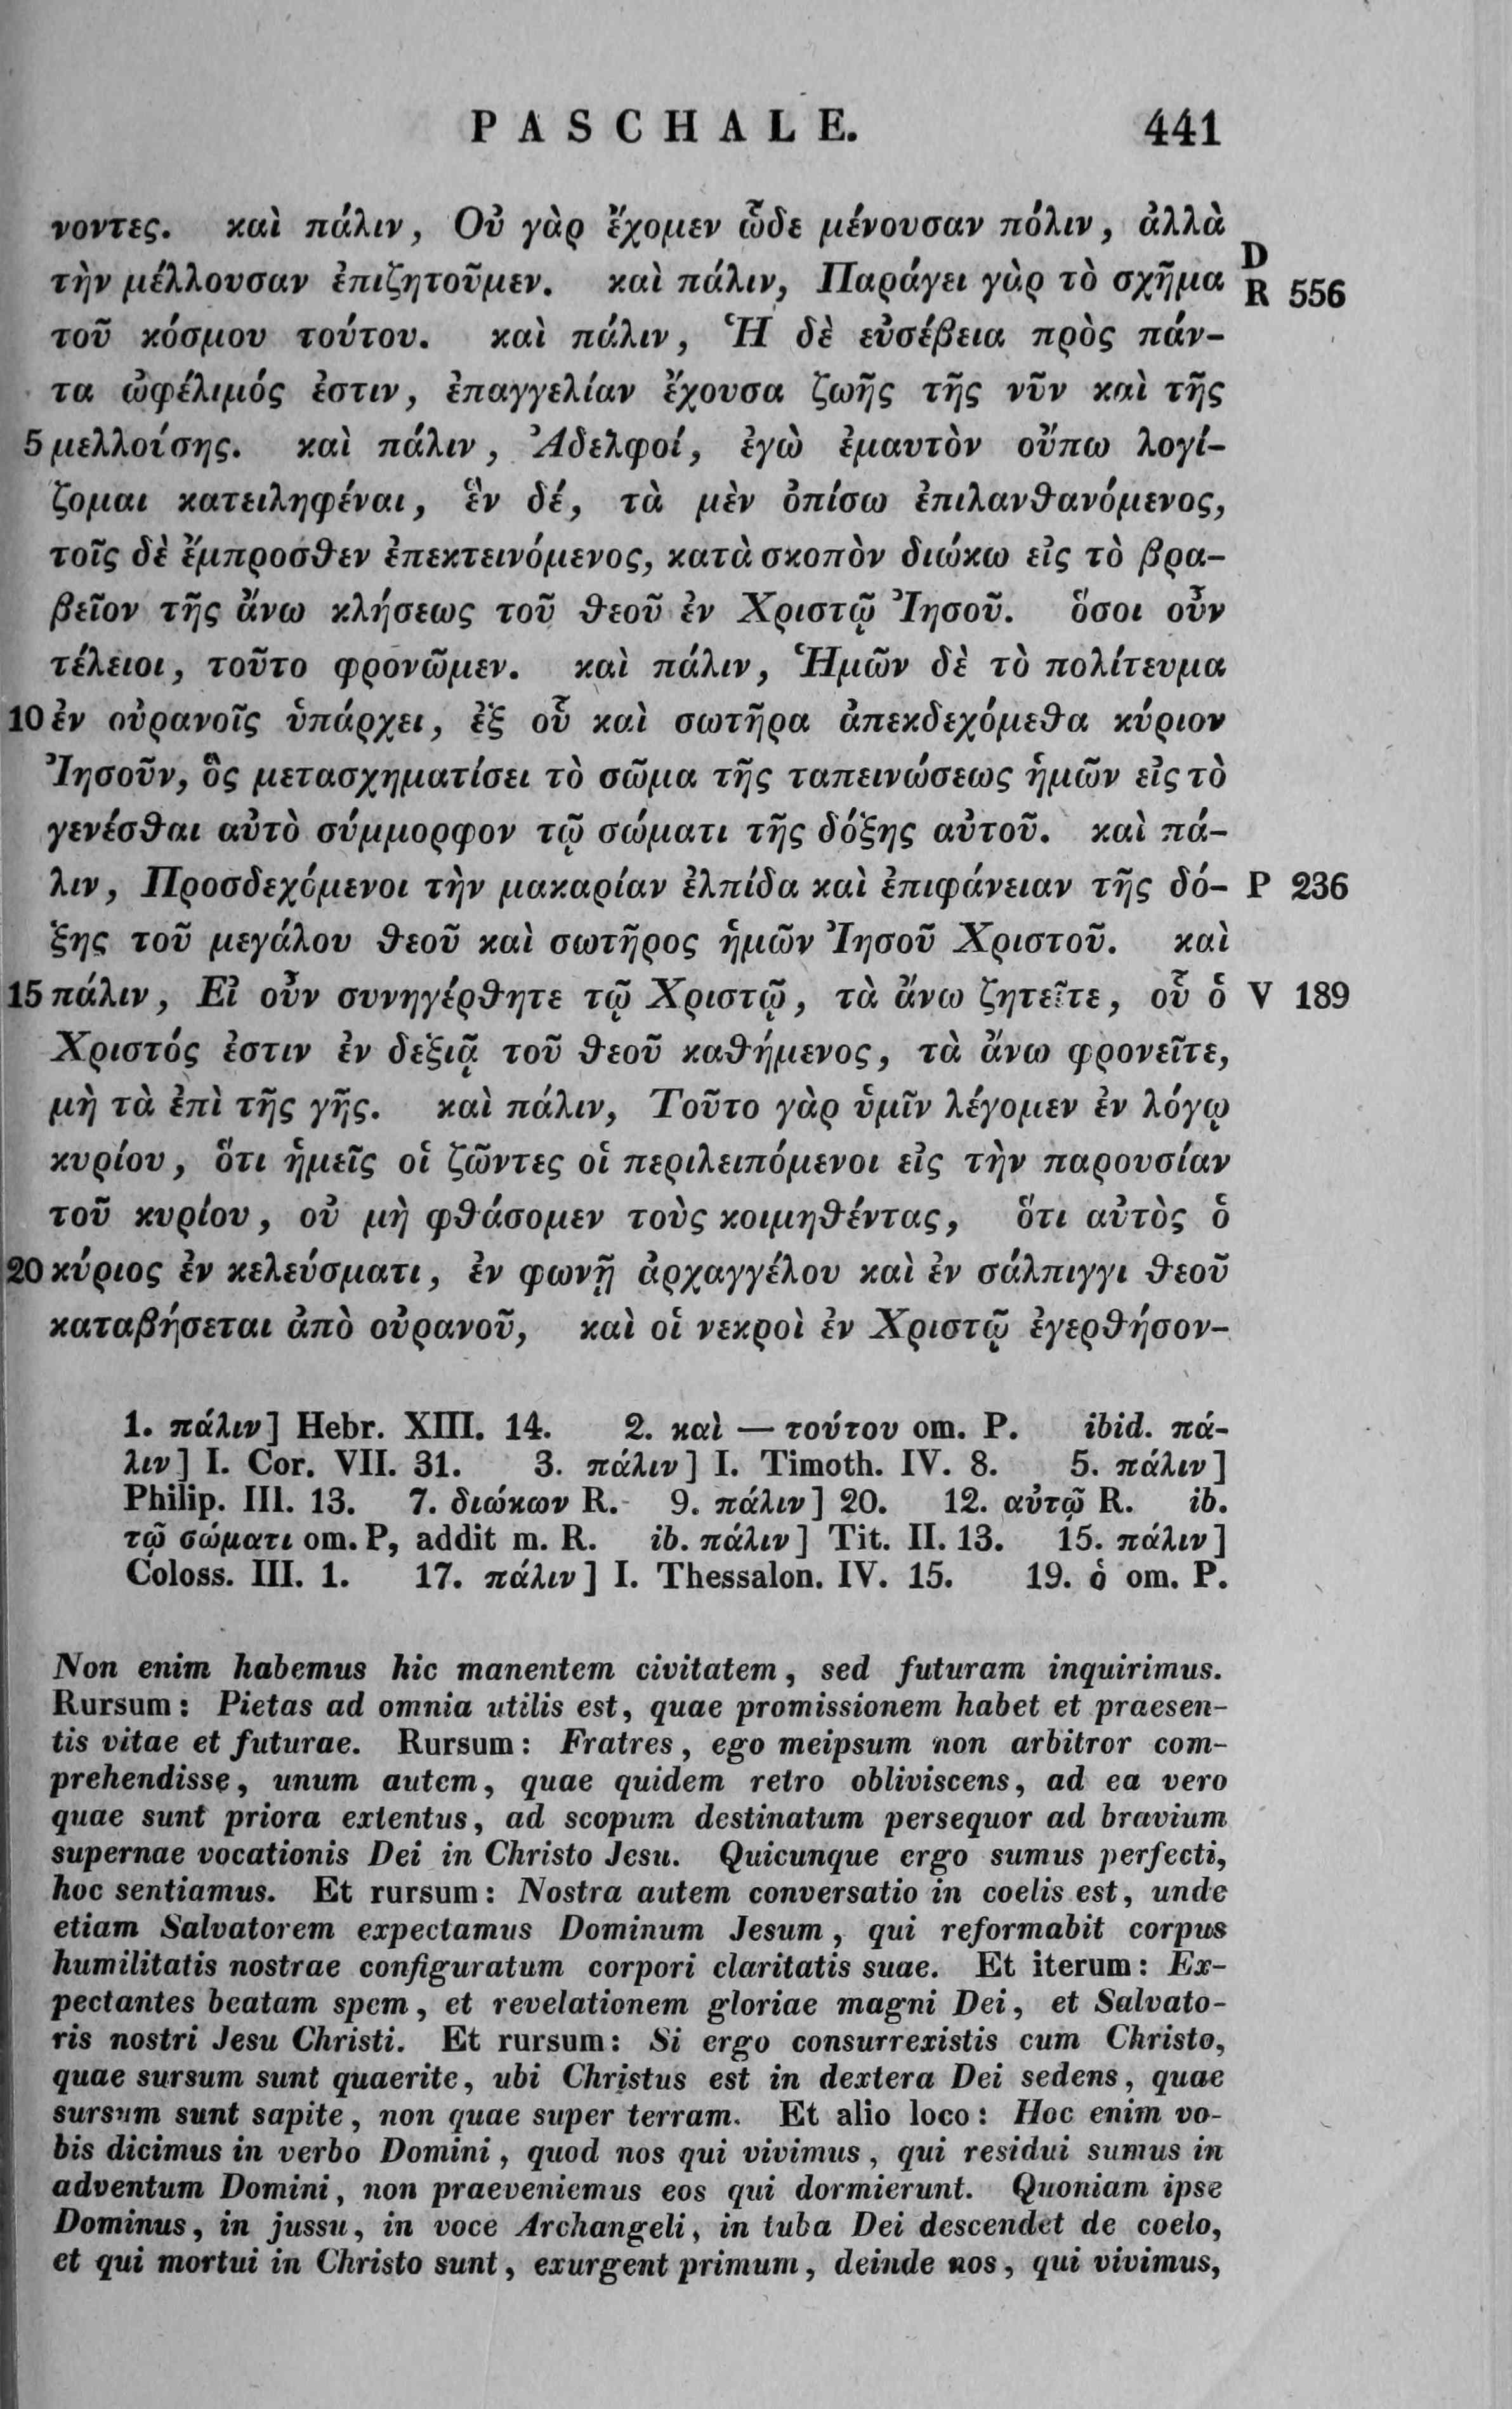 PASCHALE. 441
νοντες. καὶ πάλιν, Οὐ γὰρ ἔχομεν ὧδε μένουσαν πόλιν, ἀλλὰ
τὴν μέλλουσαν ἐπιζητοῦμεν. καὶ πάλιν, Παράγει γὰρ τὸ σχῆμα D R 556
τοῦ κόσμου τούτου. καὶ πάλιν, Ἡ δὲ εὐσέβεια πρὸς πάν-
τα ὠφέλιμός ἐστιν, ἐπαγγελίαν ἔχουσα ζωῆς τῆς νῦν καὶ τῆς
5 μελλούσης. καὶ πάλιν, Ἀδελφοί, ἐγὼ ἐμαυτὸν οὔπω λογί-
ζομαι κατειληφέναι, ἓν δέ, τὰ μὲν ὀπίσω ἐπιλανθανόμενος,
τοῖς δὲ ἔμπροσθεν ἐπεκτεινόμενος, κατὰ σκοπὸν διώκω εἰς τὸ βρα-
βεῖον τῆς ἄνω κλήσεως τοῦ θεοῦ ἐν Χριστῷ Ἰησοῦ. ὅσοι οὖν
τέλειοι, τοῦτο φρονῶμεν. καὶ πάλιν, Ἡμῶν δὲ τὸ πολίτευμα
10 ἐν οὐρανοῖς ὑπάρχει, ἐξ οὗ καὶ σωτῆρα ἀπεκδεχόμεθα κύριον
Ἰησοῦν, ὃς μετασχηματίσει τὸ σῶμα τῆς ταπεινώσεως ἡμῶν εἰς τὸ
γενέσθαι αὐτὸ σύμμορφον τῷ σώματι τῆς δόξης αὐτοῦ. καὶ πά-
λιν, Προσδεχόμενοι τὴν μακαρίαν ἐλπίδα καὶ ἐπιφάνειαν τῆς δό- P 236
ξης τοῦ μεγάλου θεοῦ καὶ σωτῆρος ἡμῶν Ἰησοῦ Χριστοῦ. καὶ
15 πάλιν, Εἰ οὖν συνηγέρθητε τῷ Χριστῷ, τὰ ἄνω ζητεῖτε, οὗ ὁ V 189
Χριστός ἐστιν ἐν δεξιᾷ τοῦ θεοῦ καθήμενος, τὰ ἄνω φρονεῖτε,
μὴ τὰ ἐπὶ τῆς γῆς. καὶ πάλιν, Τοῦτο γὰρ ὑμῖν λέγομεν ἐν λόγῳ
κυρίου, ὅτι ἡμεῖς οἱ ζῶντες οἱ περιλειπόμενοι εἰς τὴν παρουσίαν
τοῦ κυρίου, οὐ μὴ φθάσομεν τοὺς κοιμηθέντας, ὅτι αὐτὸς ὁ
20 κύριος ἐν κελεύσματι, ἐν φωνῇ ἀρχαγγέλου καὶ ἐν σάλπιγγι θεοῦ
καταβήσεται ἀπὸ οὐρανοῦ, καὶ οἱ νεκροὶ ἐν Χριστῷ ἐγερθήσον-
1. πάλιν] Hebr. XIII. 14. 2. καὶ — τούτου om. P. ibid. πά-
λιν] I. Cor. VII. 31. 3. πάλιν] I. Timoth. IV. 8. 5. πάλιν]
Philip. III. 13. 7. διώκων R. 9. πάλιν] 20. 12. αὐτῷ R. ib.
τῷ σώματι om. P, addit m. R. ib. πάλιν] Tit. II. 13. 15. πάλιν]
Coloss. III. 1. 17. πάλιν] I. Thessalon. IV. 15. 19. ὁ om. P.
Non enim habemus hic manentem civitatem, sed futuram inquirimus.
Rursum: Pietas ad omnia utilis est, quae promissionem habet et praesen-
tis vitae et futurae. Rursum: Fratres, ego meipsum non arbitror com-
prehendisse, unum autem, quae quidem retro obliviscens, ad ea vero
quae sunt priora extentus, ad scopum destinatum persequor ad bravium
supernae vocationis Dei in Christo Jesu. Quicunque ergo sumus perfecti,
hoc sentiamus. Et rursum: Nostra autem conversatio in coelis est, unde
etiam Salvatorem expectamus Dominum Jesum, qui reformabit corpus
humilitatis nostrae configuratum corpori claritatis suae. Et iterum: Ex-
pectantes beatam spem, et revelationem gloriae magni Dei, et Salvato-
ris nostri Jesu Christi. Et rursum: Si ergo consurrexistis cum Christo,
quae sursum sunt quaerite, ubi Christus est in dextera Dei sedens, quae
sursum sunt sapite, non quae super terram. Et alio loco: Hoc enim vo-
bis dicimus in verbo Domini, quod nos qui vivimus, qui residui sumus in
adventum Domini, non praeveniemus eos qui dormierunt. Quoniam ipse
Dominus, in jussu, in voce Archangeli, in tuba Dei descendet de coelo,
et qui mortui in Christo sunt, exurgent primum, deinde nos, qui vivimus,